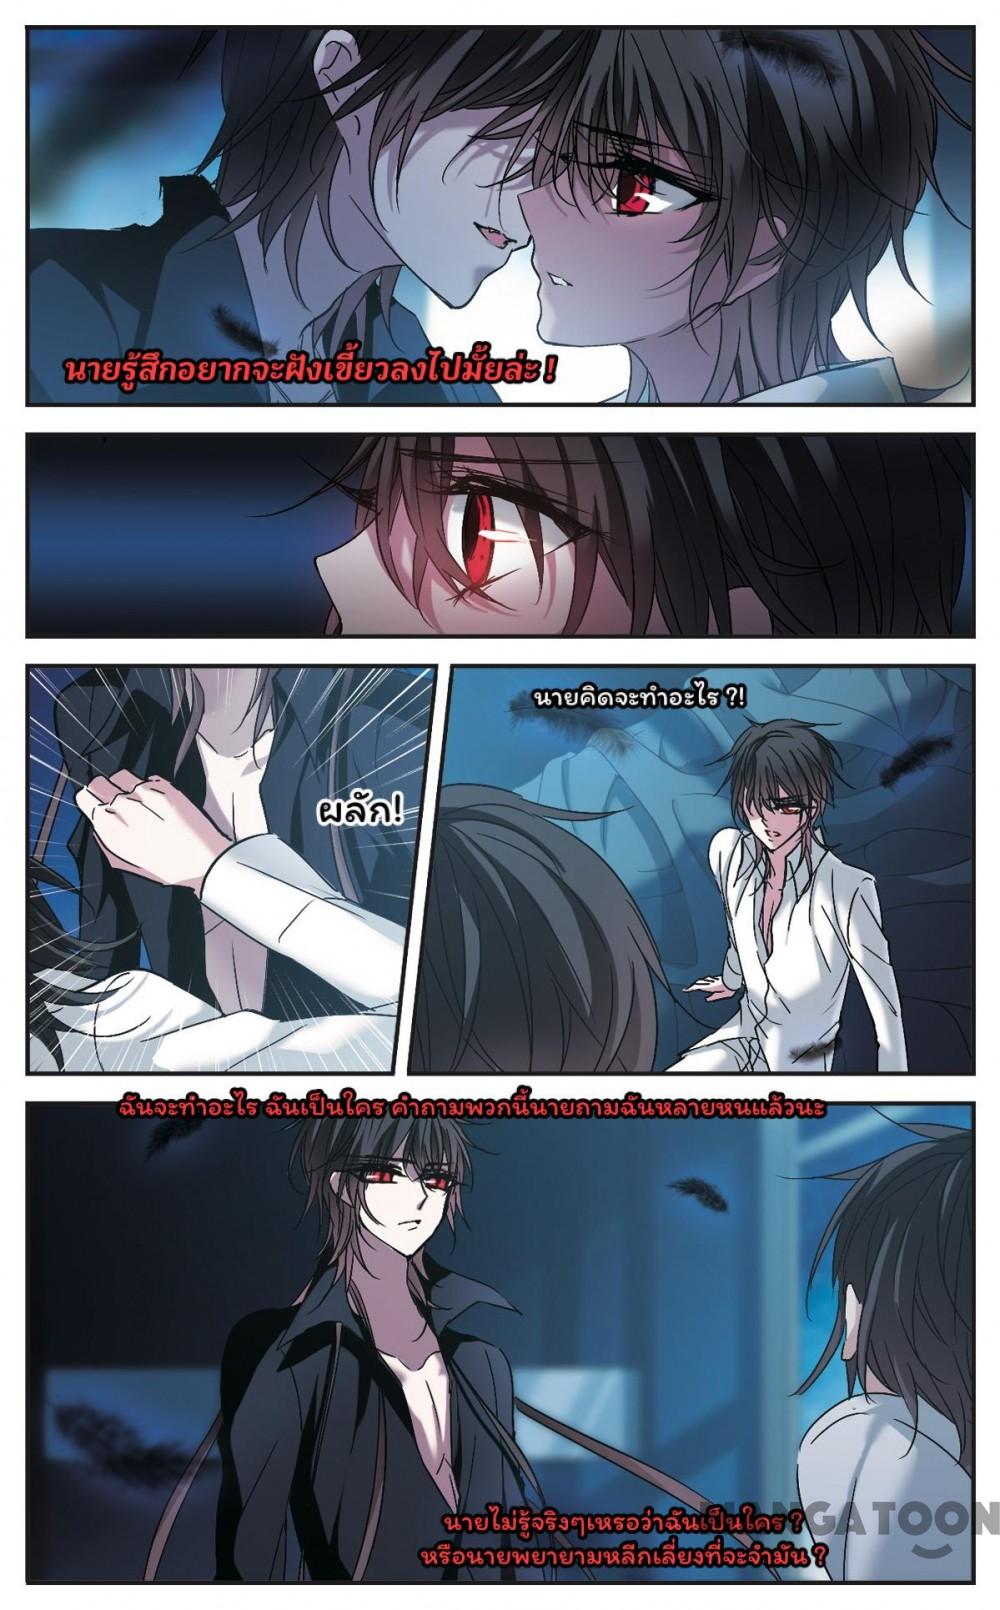 นายรู้สึกอยากจะฝังเขี้ยวลงไปมั้ยล่ะ !
ผลัก!
นายคิดจะทำอะไร ?!
ฉันจะทำอะไร ฉันเป็นใคร คำถามพวกนี้นายถามฉันหลายหนแล้วนะ
นายไม่รู้จริงๆเหรอว่าฉันเป็นใคร ?
หรือนายพยายามหลีกเลี่ยงที่จะจำมัน ?
MANGATOON